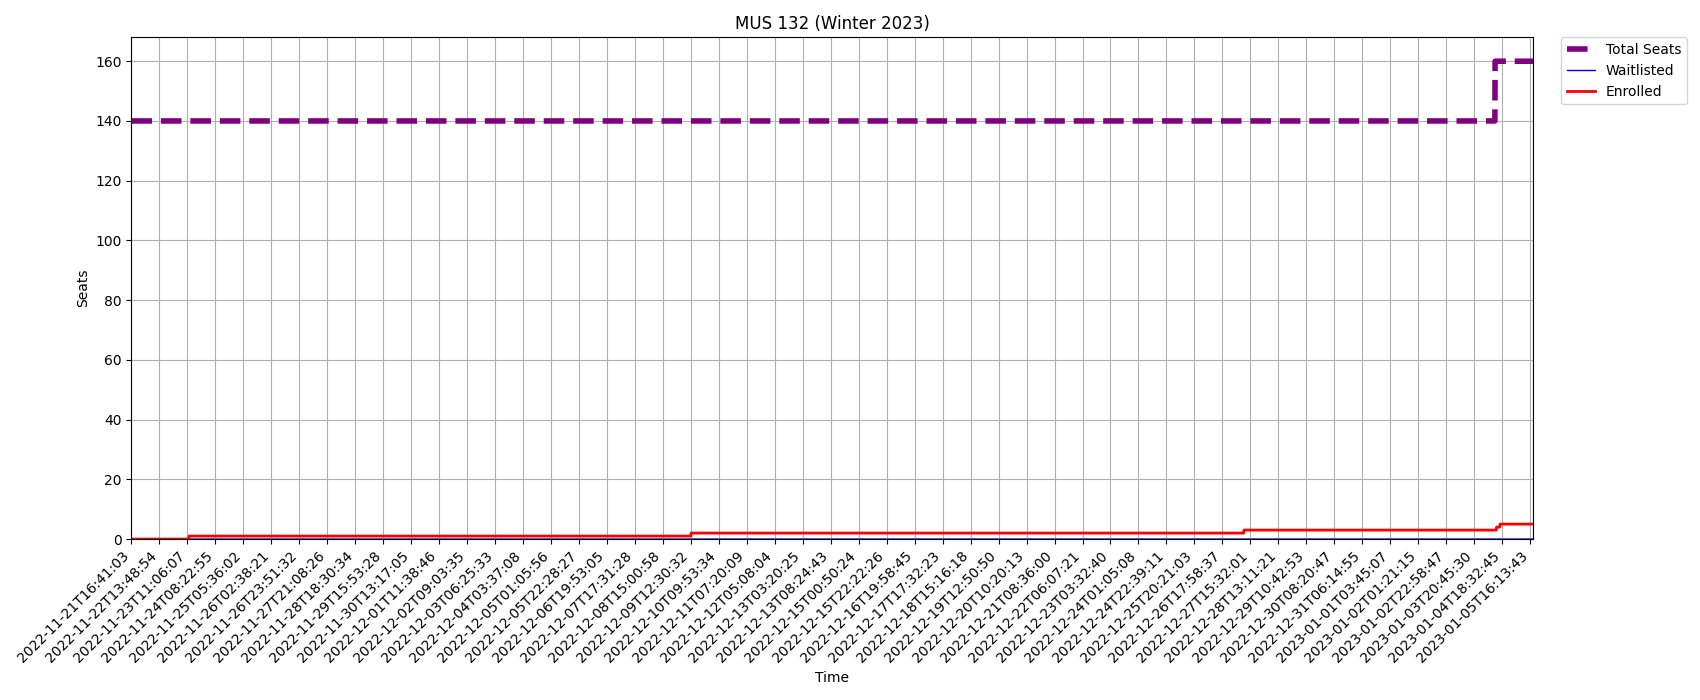 MUS 132 (Winter 2023)
Total Seats
Waitlisted
Enrolled
160
140
120
100
80
60
40
20
0
Seats
2022-11-21T16:41:03
2022-11-22T13:48:54
2022-11-23T11:06:07
2022-11-24T08:22:55
2022-11-25T05:36:02
2022-11-26T02:38:21
2022-11-26T23:51:32
2022-11-27T21:08:26
2022-11-28T18:30:34
2022-11-29T15:53:28
2022-11-30T13:17:05
2022-12-01T11:38:46
2022-12-02T09:03:35
2022-12-03T06:25:33
2022-12-04T03:37:08
2022-12-05T01:05:56
2022-12-05T22:28:27
2022-12-06T19:53:05
2022-12-07T17:31:28
2022-12-08T15:00:58
2022-12-09T12:30:32
2022-12-10T09:53:34
2022-12-11T07:20:09
2022-12-12T05:08:04
2022-12-13T03:20:25
2022-12-13T08:24:43
2022-12-15T00:50:24
2022-12-15T22:22:26
2022-12-16T19:58:45
2022-12-17T17:32:23
2022-12-18T15:16:18
2022-12-19T12:50:50
2022-12-20T10:20:13
2022-12-21T08:36:00
2022-12-22T06:07:21
2022-12-23T03:32:40
2022-12-24T01:05:08
2022-12-24T22:39:11
2022-12-25T20:21:03
2022-12-26T17:58:37
2022-12-27T15:32:01
2022-12-28T13:11:21
2022-12-29T10:42:53
2022-12-30T08:20:47
2022-12-31T06:14:55
2023-01-01T03:45:07
2023-01-02T01:21:15
2023-01-02T22:58:47
2023-01-03T20:45:30
2023-01-04T18:32:45
2023-01-05T16:13:43
Time